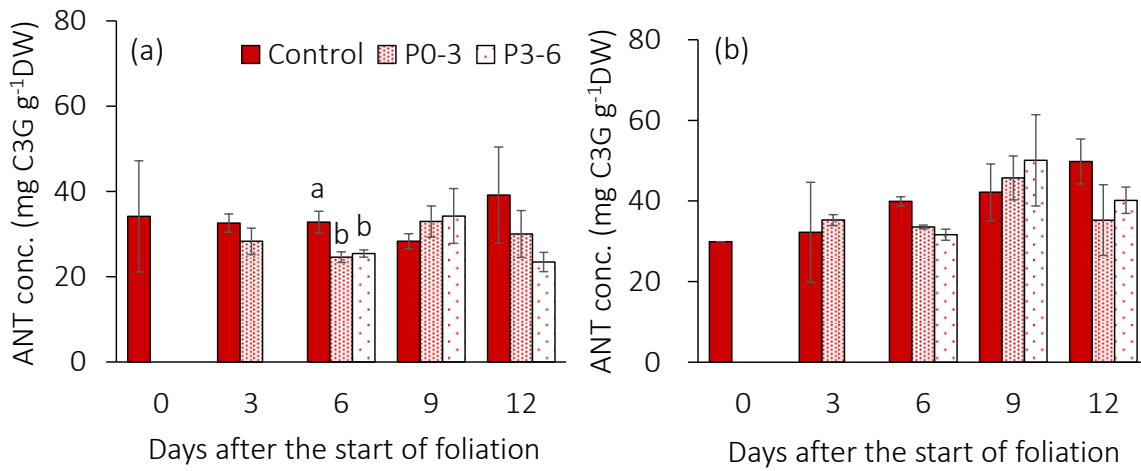 ANT conc. (mg C3G g⁻¹DW)
80
60
40
20
0
(a)
Control P0-3 P3-6
a
b
b
0 3 6 9 12
Days after the start of foliation
ANT conc. (mg C3G g⁻¹DW)
80
60
40
20
0
(b)
0 3 6 9 12
Days after the start of foliation